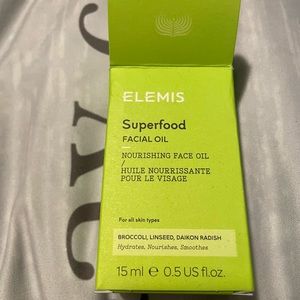 ELEMIS
Superfood
FACIAL OIL
NOURISHING FACE OIL
/
HUILE NOURRISSANTE
POUR LE VISAGE
For all skin types
BROCCOLI, LINSEED, DAIKON RADISH
Hydrates, Nourishes, Smoothes
15 ml ℮ 0.5 US fl.oz.